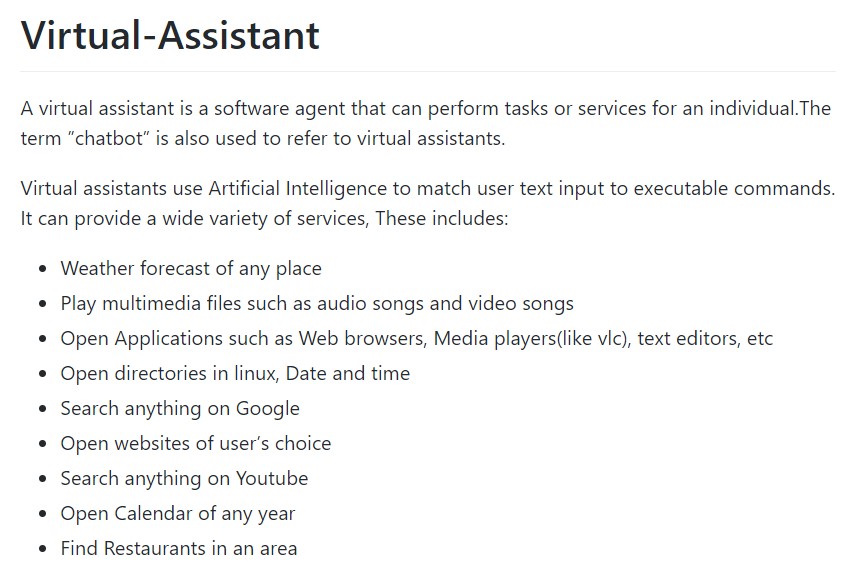 Virtual-Assistant
A virtual assistant is a software agent that can perform tasks or services for an individual.The
term “chatbot” is also used to refer to virtual assistants.
Virtual assistants use Artificial Intelligence to match user text input to executable commands.
It can provide a wide variety of services, These includes:
• Weather forecast of any place
• Play multimedia files such as audio songs and video songs
• Open Applications such as Web browsers, Media players(like vlc), text editors, etc
• Open directories in linux, Date and time
• Search anything on Google
• Open websites of user’s choice
• Search anything on Youtube
• Open Calendar of any year
• Find Restaurants in an area